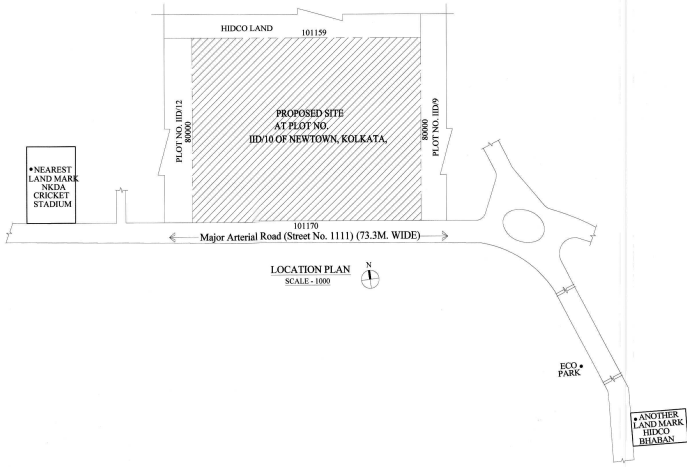 HIDCO LAND
101159
PLOT NO. IID/12
80000
PROPOSED SITE
AT PLOT NO.
IID/10 OF NEWTOWN, KOLKATA,
80000
PLOT NO. IID/9
•NEAREST
LAND MARK
NKDA
CRICKET
STADIUM
101170
Major Arterial Road (Street No. 1111) (73.3M. WIDE)
LOCATION PLAN
SCALE - 1000
N
ECO
PARK
•ANOTHER
LAND MARK
HIDCO
BHABAN